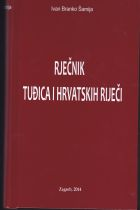 Ivan Branko Šamija
RJEČNIK
TUĐICA I HRVATSKIH RIJEČI
Zagreb, 2014